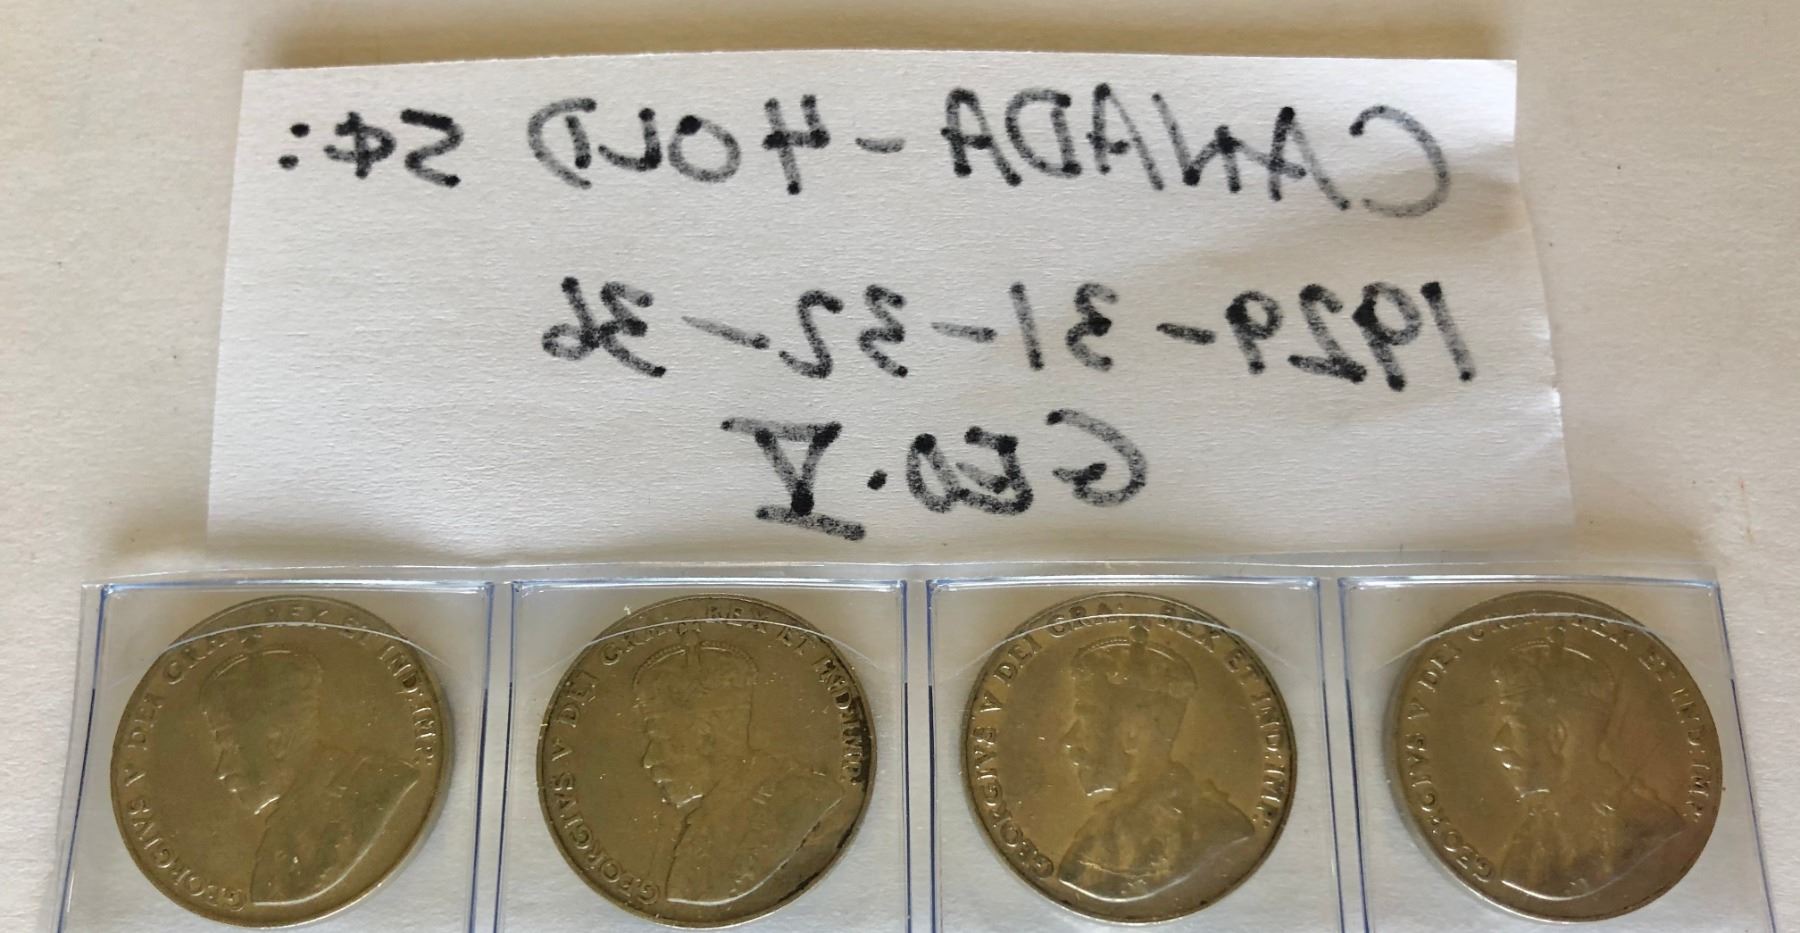 CANADA - 4 OLD 5¢:
1929 - 31 - 32 - 36
GEO. V
GEORGIVS V DEI GRA: REX ET IND:IMP:
GEORGIVS V DEI GRA: REX ET IND:IMP:
GEORGIVS V DEI GRA: REX ET IND:IMP:
GEORGIVS V DEI GRA: REX ET IND:IMP: